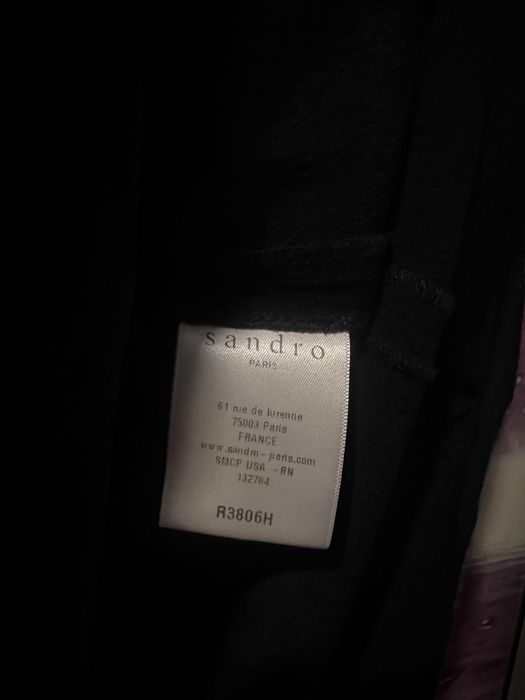 sandro
PARIS
61 rue de turenne
75003 Paris
FRANCE
www.sandro-paris.com
SMCP USA - RN
132784
R3806H